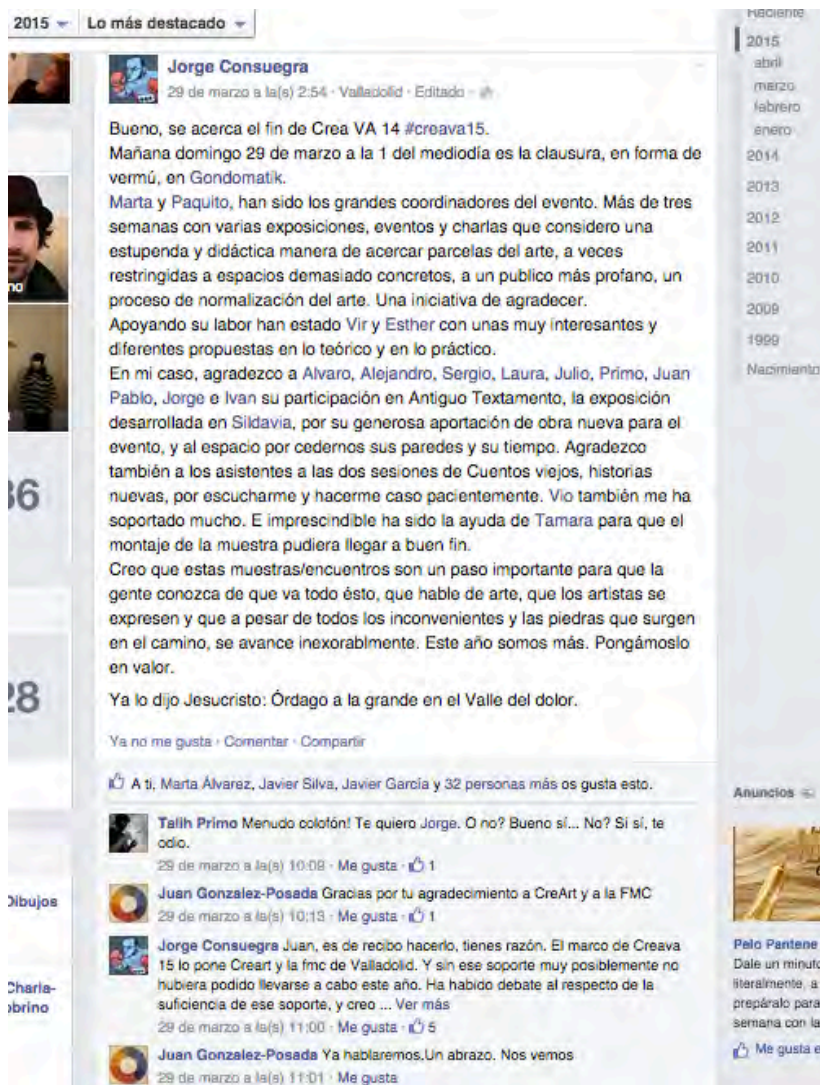 2015
Lo más destacado
Reciente
2015
abril
marzo
febrero
enero
2014
2013
2012
2011
2010
2009
1999
Nacimiento
Jorge Consuegra
29 de marzo a la(s) 2:54 · Valladolid · Editado ·
Bueno, se acerca el fin de Crea VA 14 #creava15.
Mañana domingo 29 de marzo a la 1 del mediodía es la clausura, en forma de
vermú, en Gondomatik.
Marta y Paquito, han sido los grandes coordinadores del evento. Más de tres
semanas con varias exposiciones, eventos y charlas que considero una
estupenda y didáctica manera de acercar parcelas del arte, a veces
restringidas a espacios demasiado concretos, a un publico más profano, un
proceso de normalización del arte. Una iniciativa de agradecer.
Apoyando su labor han estado Vir y Esther con unas muy interesantes y
diferentes propuestas en lo teórico y en lo práctico.
En mi caso, agradezco a Alvaro, Alejandro, Sergio, Laura, Julio, Primo, Juan
Pablo, Jorge e Ivan su participación en Antiguo Textamento, la exposición
desarrollada en Sildavia, por su generosa aportación de obra nueva para el
evento, y al espacio por cedernos sus paredes y su tiempo. Agradezco
también a los asistentes a las dos sesiones de Cuentos viejos, historias
nuevas, por escucharme y hacerme caso pacientemente. Vio también me ha
soportado mucho. E imprescindible ha sido la ayuda de Tamara para que el
montaje de la muestra pudiera llegar a buen fin.
Creo que estas muestras/encuentros son un paso importante para que la
gente conozca de que va todo ésto, que hable de arte, que los artistas se
expresen y que a pesar de todos los inconvenientes y las piedras que surgen
en el camino, se avance inexorablmente. Este año somos más. Pongámoslo
en valor.
Ya lo dijo Jesucristo: Órdago a la grande en el Valle del dolor.
Ya no me gusta · Comentar · Compartir
A ti, Marta Álvarez, Javier Silva, Javier García y 32 personas más os gusta esto.
Talih Primo Menudo colofón! Te quiero Jorge. O no? Bueno sí... No? Si sí, te
odio.
29 de marzo a la(s) 10:09 · Me gusta · 1
Juan Gonzalez-Posada Gracias por tu agradecimiento a CreArt y a la FMC
29 de marzo a la(s) 10:13 · Me gusta · 1
Jorge Consuegra Juan, es de recibo hacerlo, tienes razón. El marco de Creava
15 lo pone Creart y la fmc de Valladolid. Y sin ese soporte muy posiblemente no
hubiera podido llevarse a cabo este año. Ha habido debate al respecto de la
suficiencia de ese soporte, y creo ... Ver más
29 de marzo a la(s) 11:00 · Me gusta · 5
Juan Gonzalez-Posada Ya hablaremos.Un abrazo. Nos vemos
29 de marzo a la(s) 11:01 · Me gusta
no
36
28
Dibujos
Charla-
obrino
Anuncios
Pelo Pantene
Dale un minuto
literalmente, a
prepáralo para
semana con la
Me gusta e